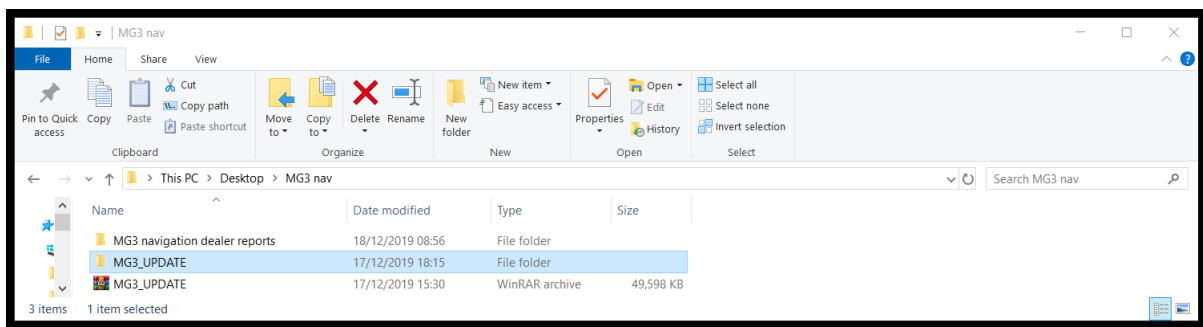 MG3 nav
File Home Share View
Pin to Quick access
Copy
Paste
Cut
Copy path
Paste shortcut
Clipboard
Move to
Copy to
Delete
Rename
Organize
New folder
New item
Easy access
New
Properties
Open
Edit
History
Open
Select all
Select none
Invert selection
Select
This PC > Desktop > MG3 nav
Search MG3 nav
Name Date modified Type Size
MG3 navigation dealer reports 18/12/2019 08:56 File folder
MG3_UPDATE 17/12/2019 18:15 File folder
MG3_UPDATE 17/12/2019 15:30 WinRAR archive 49,598 KB
3 items 1 item selected